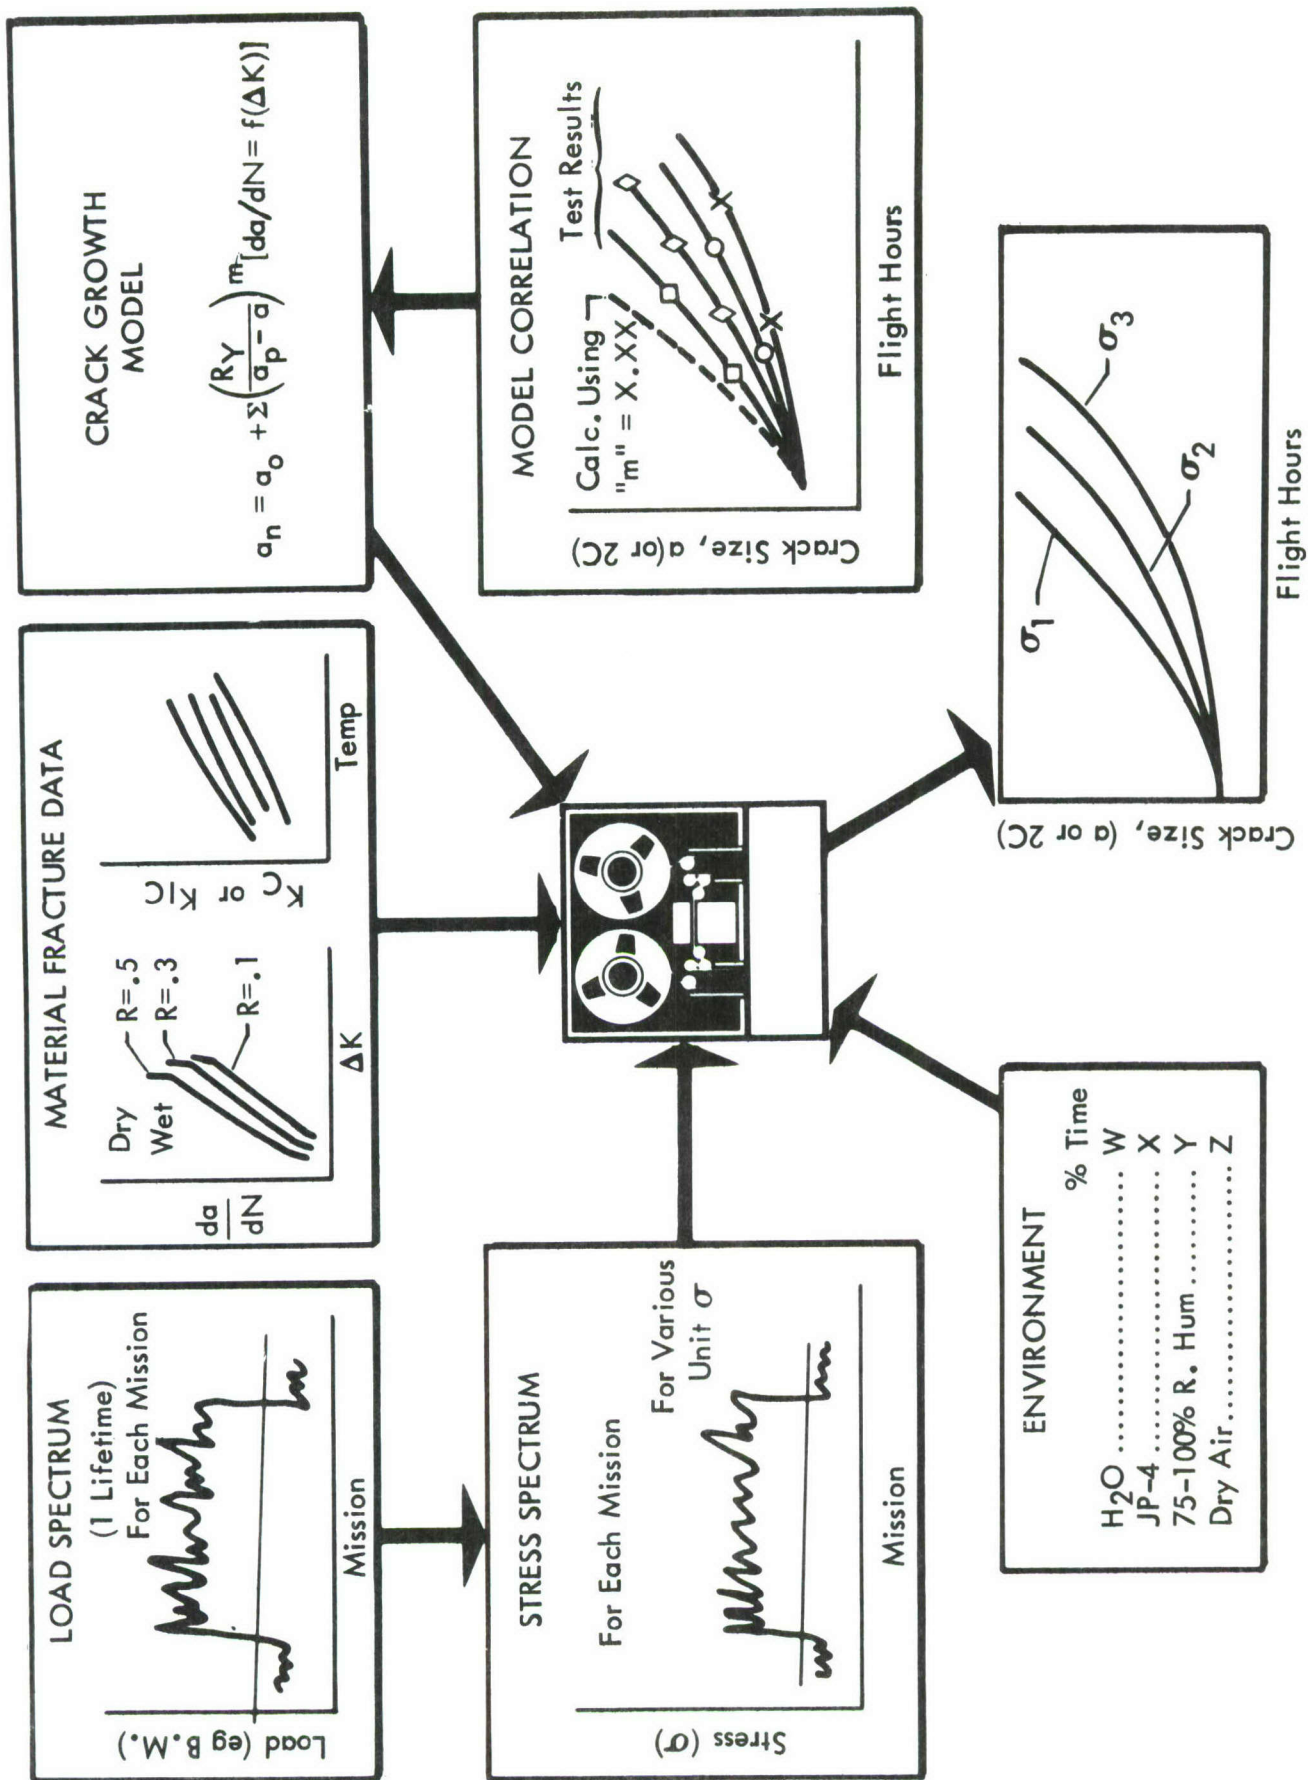 LOAD SPECTRUM
(1 Lifetime)
For Each Mission
Load (eg B.M.)
Mission
MATERIAL FRACTURE DATA
da
dN
Dry
Wet
R=.5
R=.3
R=.1
ΔK
KC or KIC
Temp
CRACK GROWTH
MODEL
an = ao + Σ(RY / ap - a)^m [da/dN = f(ΔK)]
STRESS SPECTRUM
For Each Mission
For Various
Unit σ
Stress (σ)
Mission
MODEL CORRELATION
Calc. Using
"m" = X.XX
Test Results
Crack Size, a(or 2C)
Flight Hours
ENVIRONMENT
% Time
H2O .......................... W
JP-4 .......................... X
75-100% R. Hum .......... Y
Dry Air........................ Z
σ1
σ2
σ3
Crack Size, (a or 2C)
Flight Hours